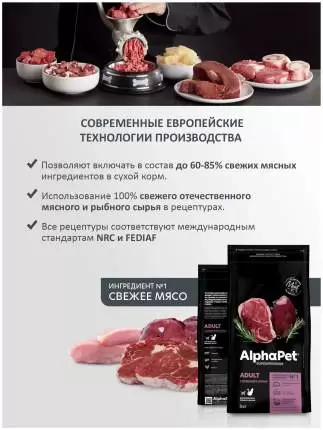 СОВРЕМЕННЫЕ ЕВРОПЕЙСКИЕ
ТЕХНОЛОГИИ ПРОИЗВОДСТВА
Позволяют включать в состав до 60-85% свежих мясных
ингредиентов в сухой корм.
Использование 100% свежего отечественного
мясного и рыбного сырья в рецептурах.
Все рецептуры соответствуют международным
стандартам NRC и FEDIAF
ИНГРЕДИЕНТ №1
СВЕЖЕЕ МЯСО
AlphaPet
ADULT
ADULT